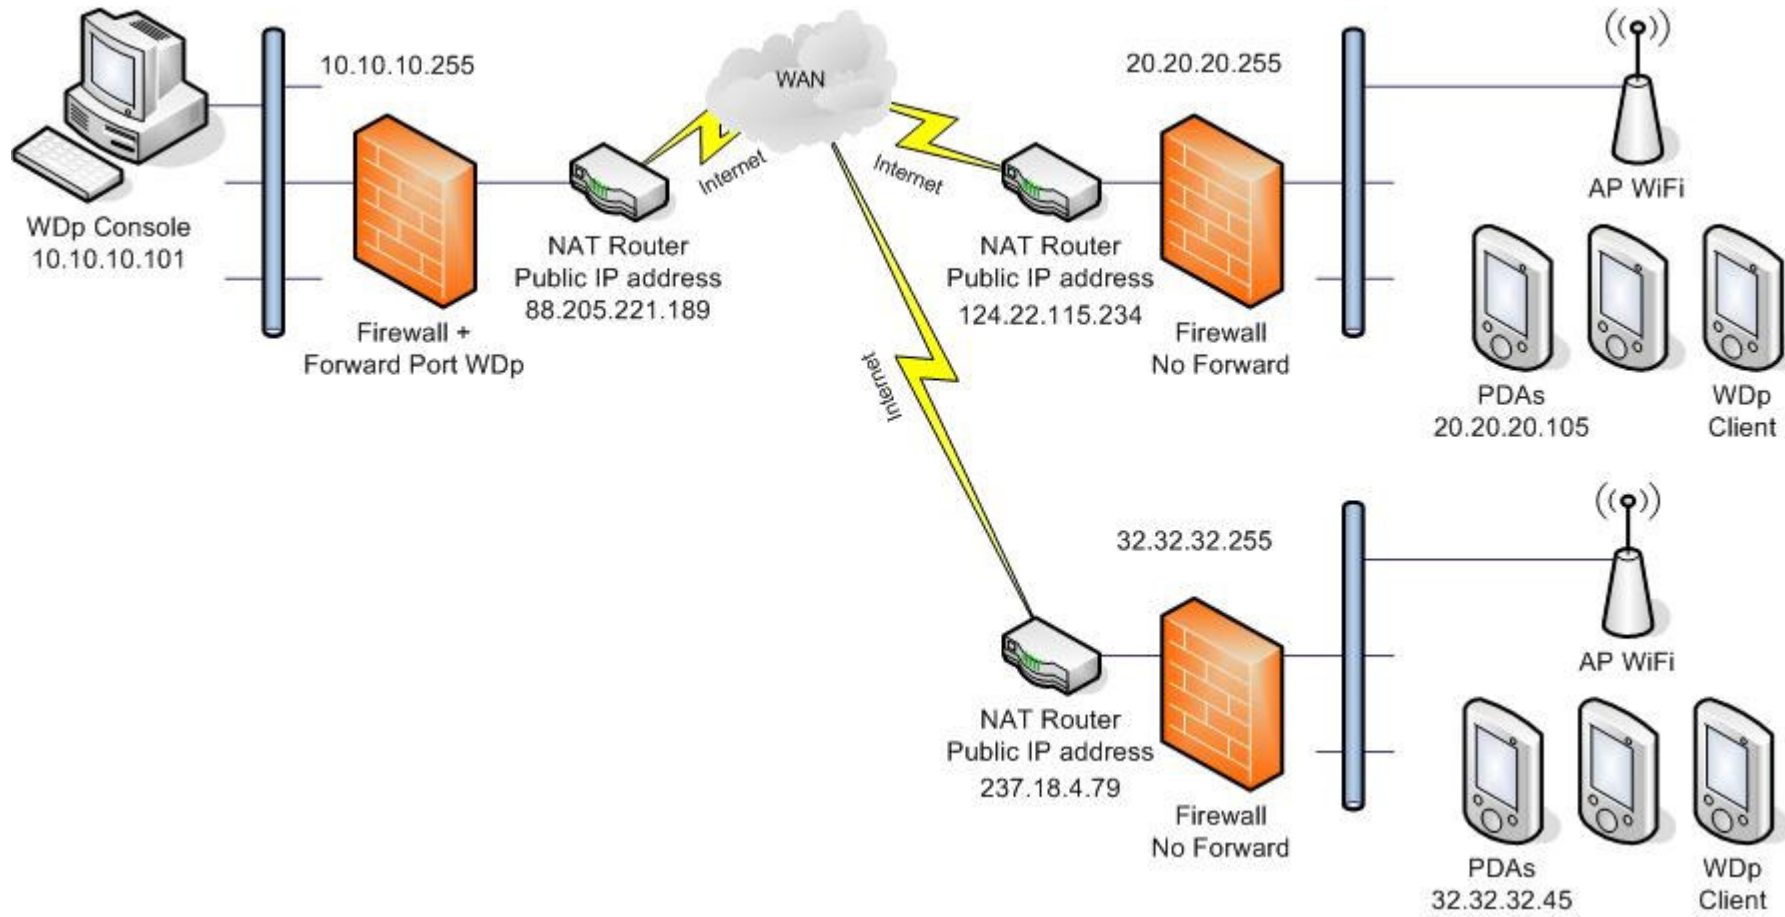 10.10.10.255
WDp Console
10.10.10.101
Firewall +
Forward Port WDp
NAT Router
Public IP address
88.205.221.189
Internet
WAN
Internet
Internet
20.20.20.255
NAT Router
Public IP address
124.22.115.234
Firewall
No Forward
AP WiFi
PDAs
20.20.20.105
WDp
Client
32.32.32.255
NAT Router
Public IP address
237.18.4.79
Firewall
No Forward
AP WiFi
PDAs
32.32.32.45
WDp
Client